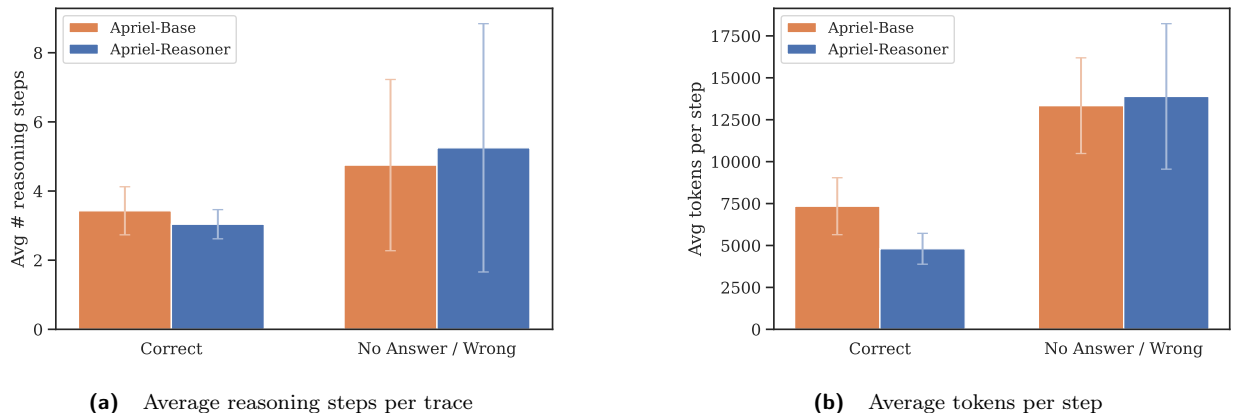 Apriel-Base
Apriel-Reasoner
Avg # reasoning steps
8
6
4
2
0
Correct
No Answer / Wrong
(a) Average reasoning steps per trace
Apriel-Base
Apriel-Reasoner
Avg tokens per step
17500
15000
12500
10000
7500
5000
2500
0
Correct
No Answer / Wrong
(b) Average tokens per step